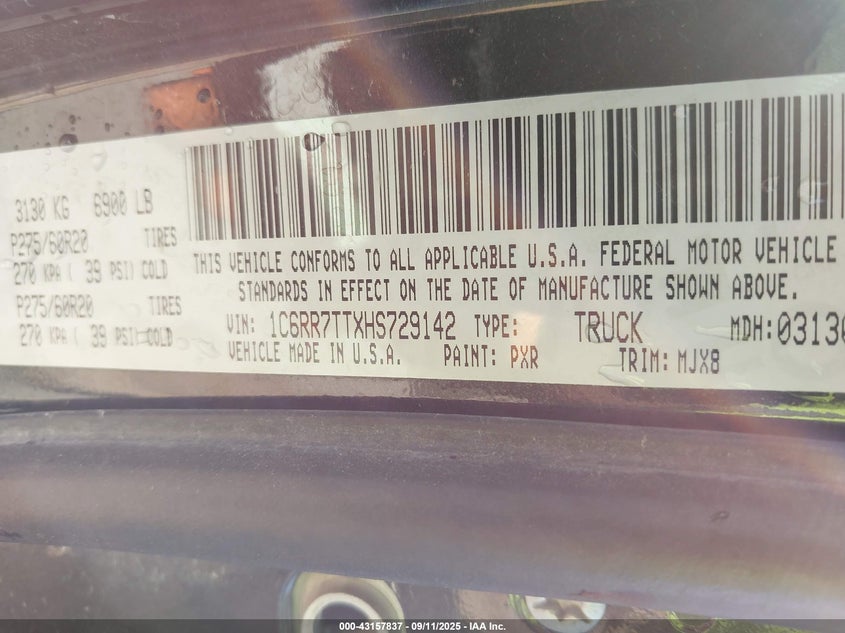 3130 KG 6900 LB
P275/60R20 TIRES
270 KPA ( 39 PSI) COLD
P275/60R20 TIRES
270 KPA ( 39 PSI) COLD
THIS VEHICLE CONFORMS TO ALL APPLICABLE U.S.A. FEDERAL MOTOR VEHICLE
STANDARDS IN EFFECT ON THE DATE OF MANUFACTURE SHOWN ABOVE.
VIN: 1C6RR7TTXHS729142 TYPE: TRUCK MDH:03130
VEHICLE MADE IN U.S.A. PAINT: PXR TRIM: MJX8
000-43157837 - 09/11/2025 - IAA Inc.